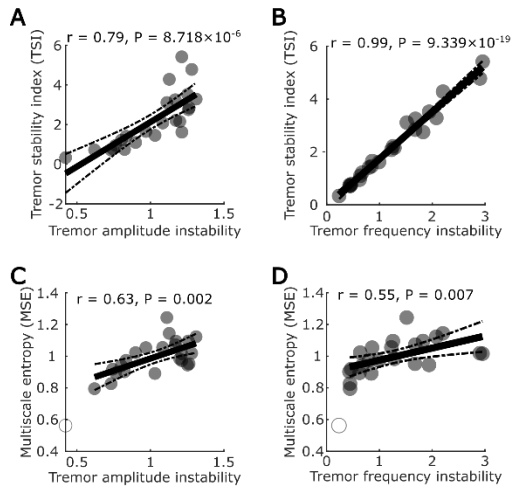 A
r = 0.79, P = 8.718×10⁻⁶
Tremor stability index (TSI)
6
4
2
0
-2
1
1.5
Tremor amplitude instability
B
r = 0.99, P = 9.339×10⁻¹⁹
Tremor stability index (TSI)
6
4
2
0
0
1
2
3
Tremor frequency instability
C
r = 0.63, P = 0.002
Multiscale entropy (MSE)
1.4
1.2
1
0.8
0.6
0.4
0.5
1
1.5
Tremor amplitude instability
D
r = 0.55, P = 0.007
Multiscale entropy (MSE)
1.4
1.2
1
0.8
0.6
0.4
0
1
2
3
Tremor frequency instability